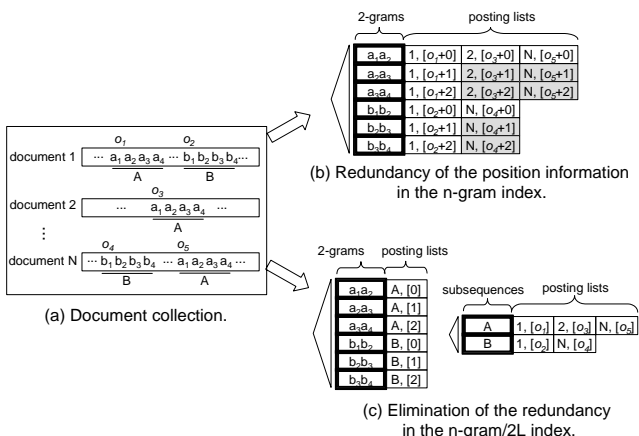 2-grams posting lists
a₁a₂ 1, [o₁+0] 2, [o₃+0] N, [o₅+0]
a₂a₃ 1, [o₁+1] 2, [o₃+1] N, [o₅+1]
a₃a₄ 1, [o₁+2] 2, [o₃+2] N, [o₅+2]
b₁b₂ 1, [o₂+0] N, [o₄+0]
b₂b₃ 1, [o₂+1] N, [o₄+1]
b₃b₄ 1, [o₂+2] N, [o₄+2]
(b) Redundancy of the position information
in the n-gram index.
o₁ o₂
document 1 ··· a₁ a₂ a₃ a₄ ··· b₁ b₂ b₃ b₄ ···
A B
o₃
document 2 ··· a₁ a₂ a₃ a₄ ···
A
⋮
o₄ o₅
document N ··· b₁ b₂ b₃ b₄ ··· a₁ a₂ a₃ a₄ ···
B A
(a) Document collection.
2-grams posting lists
a₁a₂ A, [0]
a₂a₃ A, [1]
a₃a₄ A, [2]
b₁b₂ B, [0]
b₂b₃ B, [1]
b₃b₄ B, [2]
subsequences posting lists
A 1, [o₁] 2, [o₃] N, [o₅]
B 1, [o₂] N, [o₄]
(c) Elimination of the redundancy
in the n-gram/2L index.